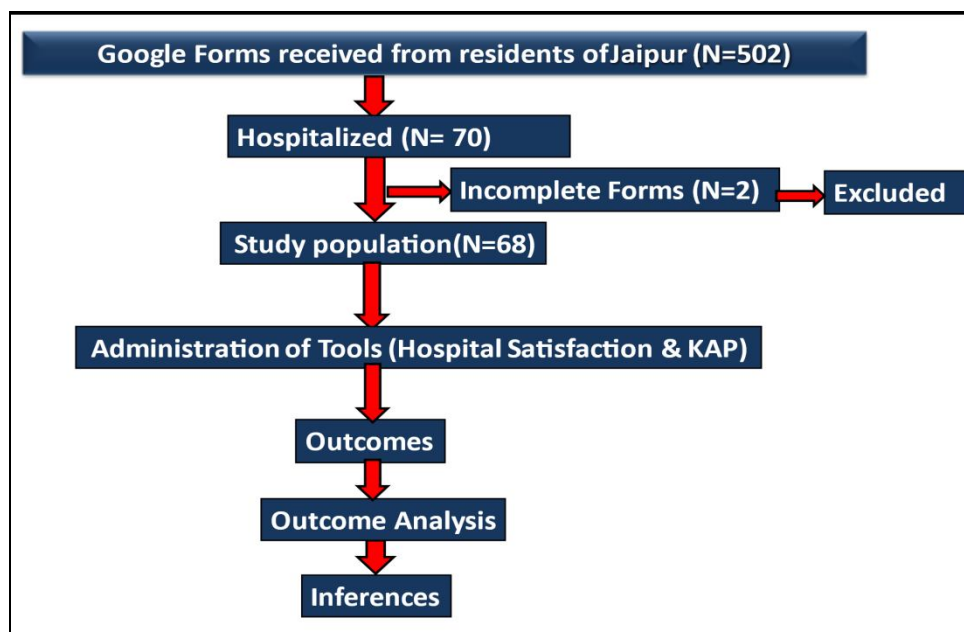 Google Forms received from residents ofJaipur (N=502)
Hospitalized (N= 70)
Incomplete Forms (N=2)
Excluded
Study population(N=68)
Administration of Tools (Hospital Satisfaction & KAP)
Outcomes
Outcome Analysis
Inferences